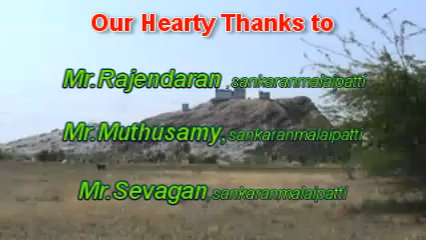 Our Hearty Thanks to
Mr.Rajendaran ,sankaranmalaipatti
Mr.Muthusamy,sankaranmalaipatti
Mr.Sevagan,sankaranmalaipatti